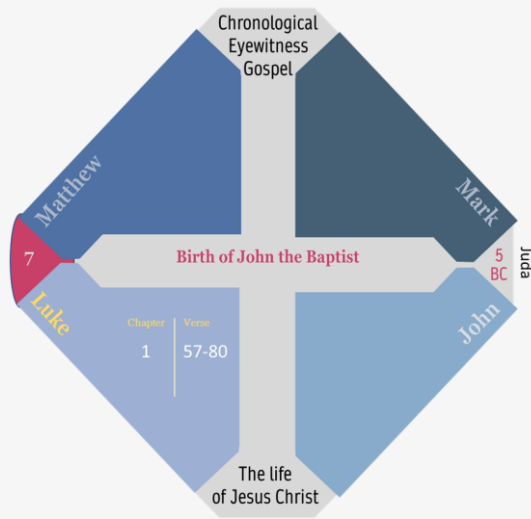 Chronological
Eyewitness
Gospel
Matthew
Mark
7
Birth of John the Baptist
5
BC
Juda
Luke
John
Chapter
Verse
1
57-80
The life
of Jesus Christ